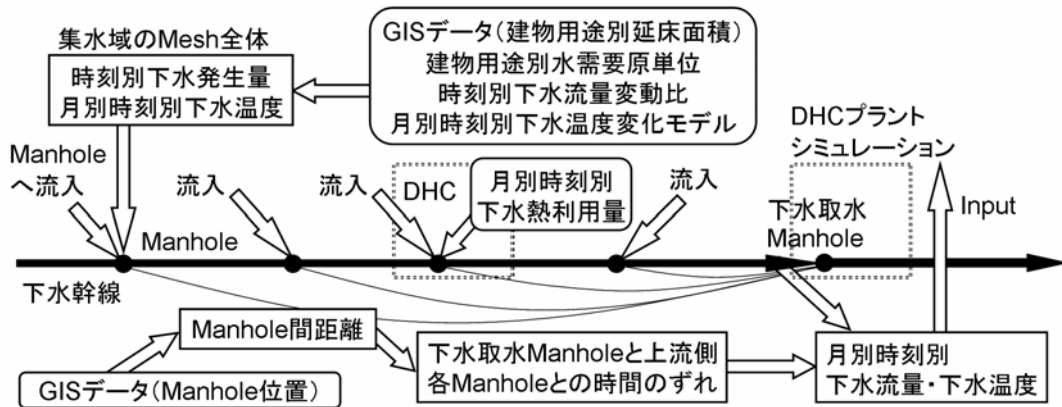 集水域のMesh全体
時刻別下水発生量
月別時刻別下水温度
GISデータ(建物用途別延床面積)
建物用途別水需要原単位
時刻別下水流量変動比
月別時刻別下水温度変化モデル
DHCプラント
シミュレーション
Manhole
へ流入
流入
流入
DHC
月別時刻別
下水熱利用量
流入
下水取水
Manhole
Input
Manhole
下水幹線
Manhole間距離
GISデータ(Manhole位置)
下水取水Manholeと上流側
各Manholeとの時間のずれ
月別時刻別
下水流量・下水温度